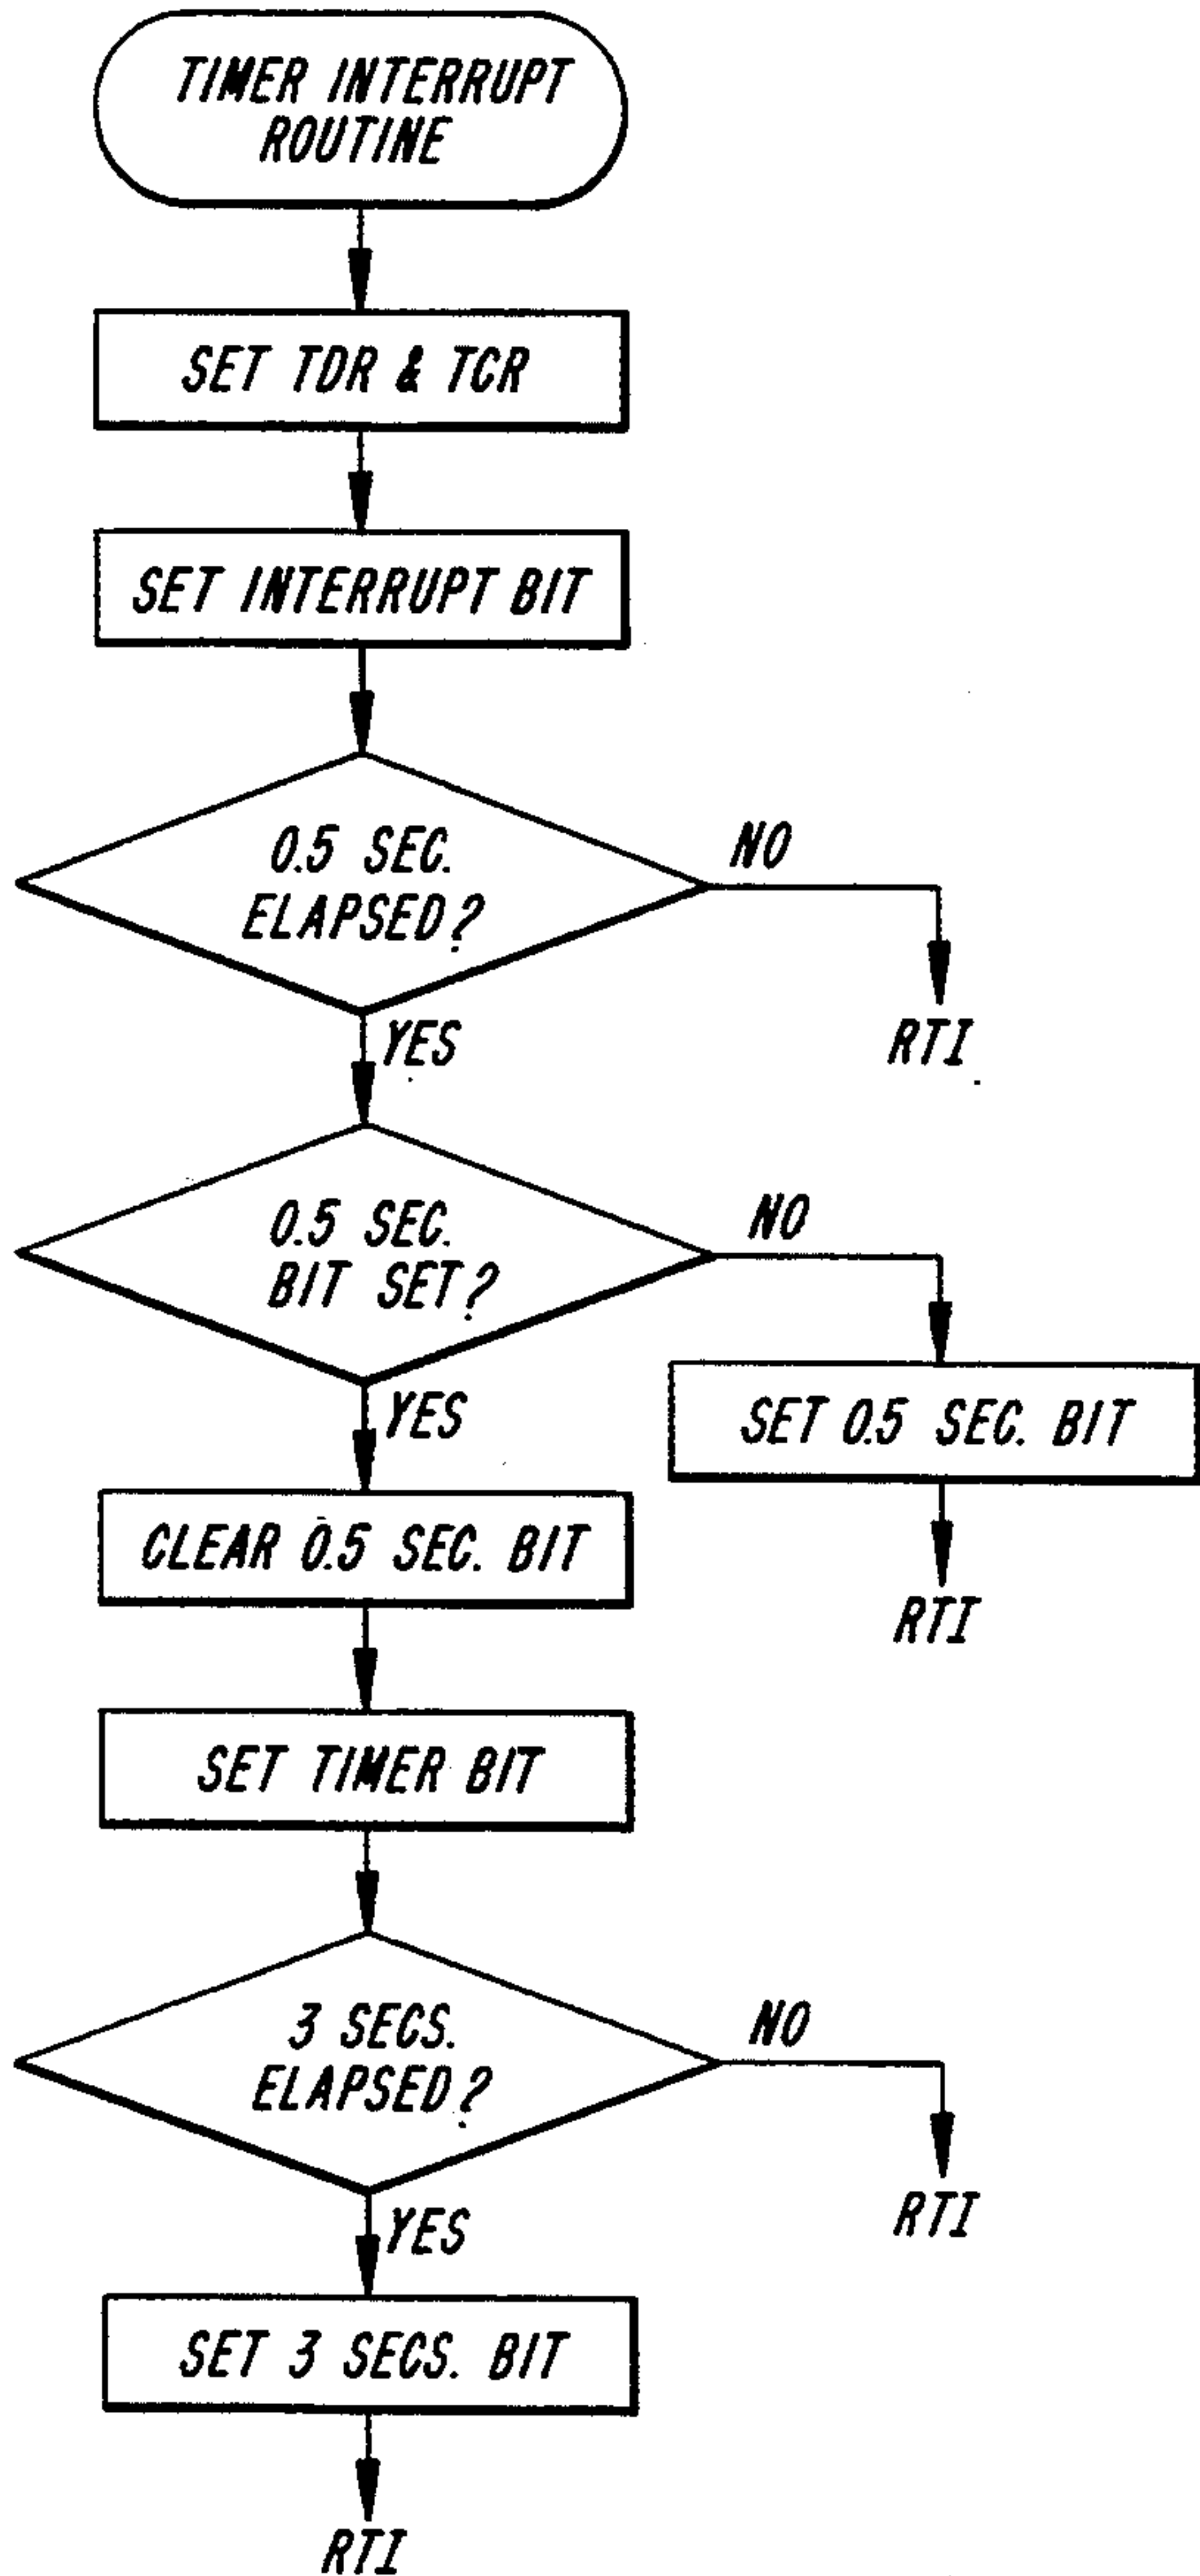 TIMER INTERRUPT
ROUTINE
SET TDR & TCR
SET INTERRUPT BIT
0.5 SEC.
ELAPSED?
NO
RTI
YES
0.5 SEC.
BIT SET?
NO
SET 0.5 SEC. BIT
RTI
YES
CLEAR 0.5 SEC. BIT
SET TIMER BIT
3 SECS.
ELAPSED?
NO
RTI
YES
SET 3 SECS. BIT
RTI